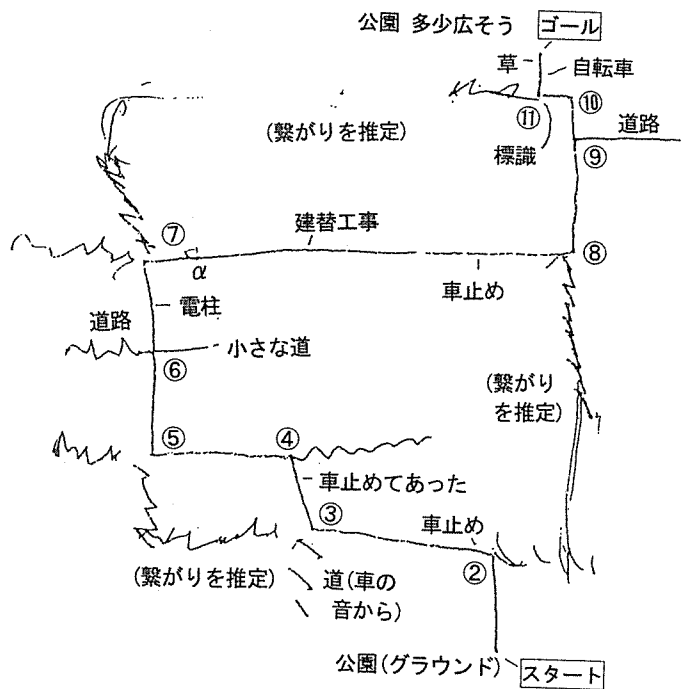 公園 多少広そう ゴール
草 自転車
⑪ ⑩
(繋がりを推定) 標識 道路
⑨
⑦ 建替工事 ⑧
α
電柱 車止め
道路 小さな道
⑥
(繋がり
を推定)
⑤ ④
車止めてあった
③ 車止め
②
(繋がりを推定) 道(車の
音から)
公園(グラウンド) スタート